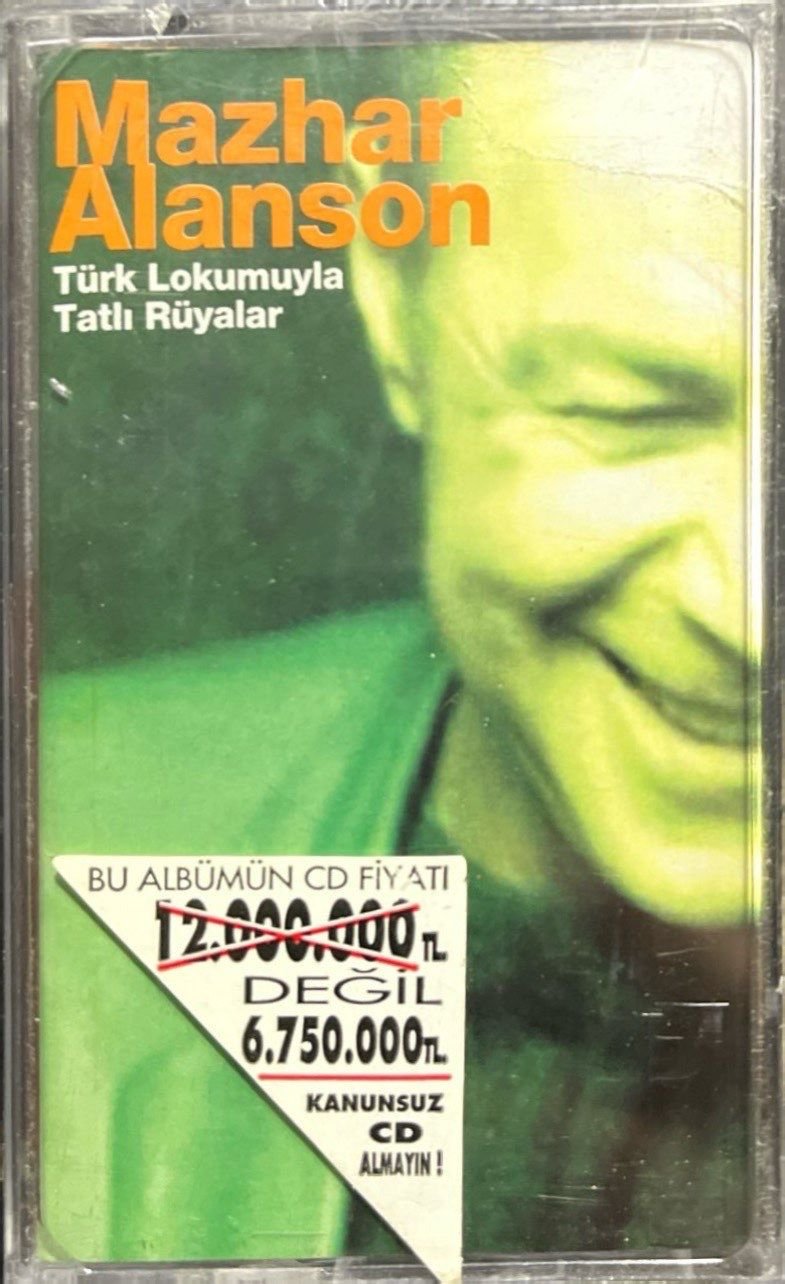 Mazhar
Alanson
Türk Lokumuyla
Tatlı Rüyalar
BU ALBÜMÜN CD FİYATI
12.000.000 TL.
DEĞİL
6.750.000 TL.
KANUNSUZ
CD
ALMAYIN!